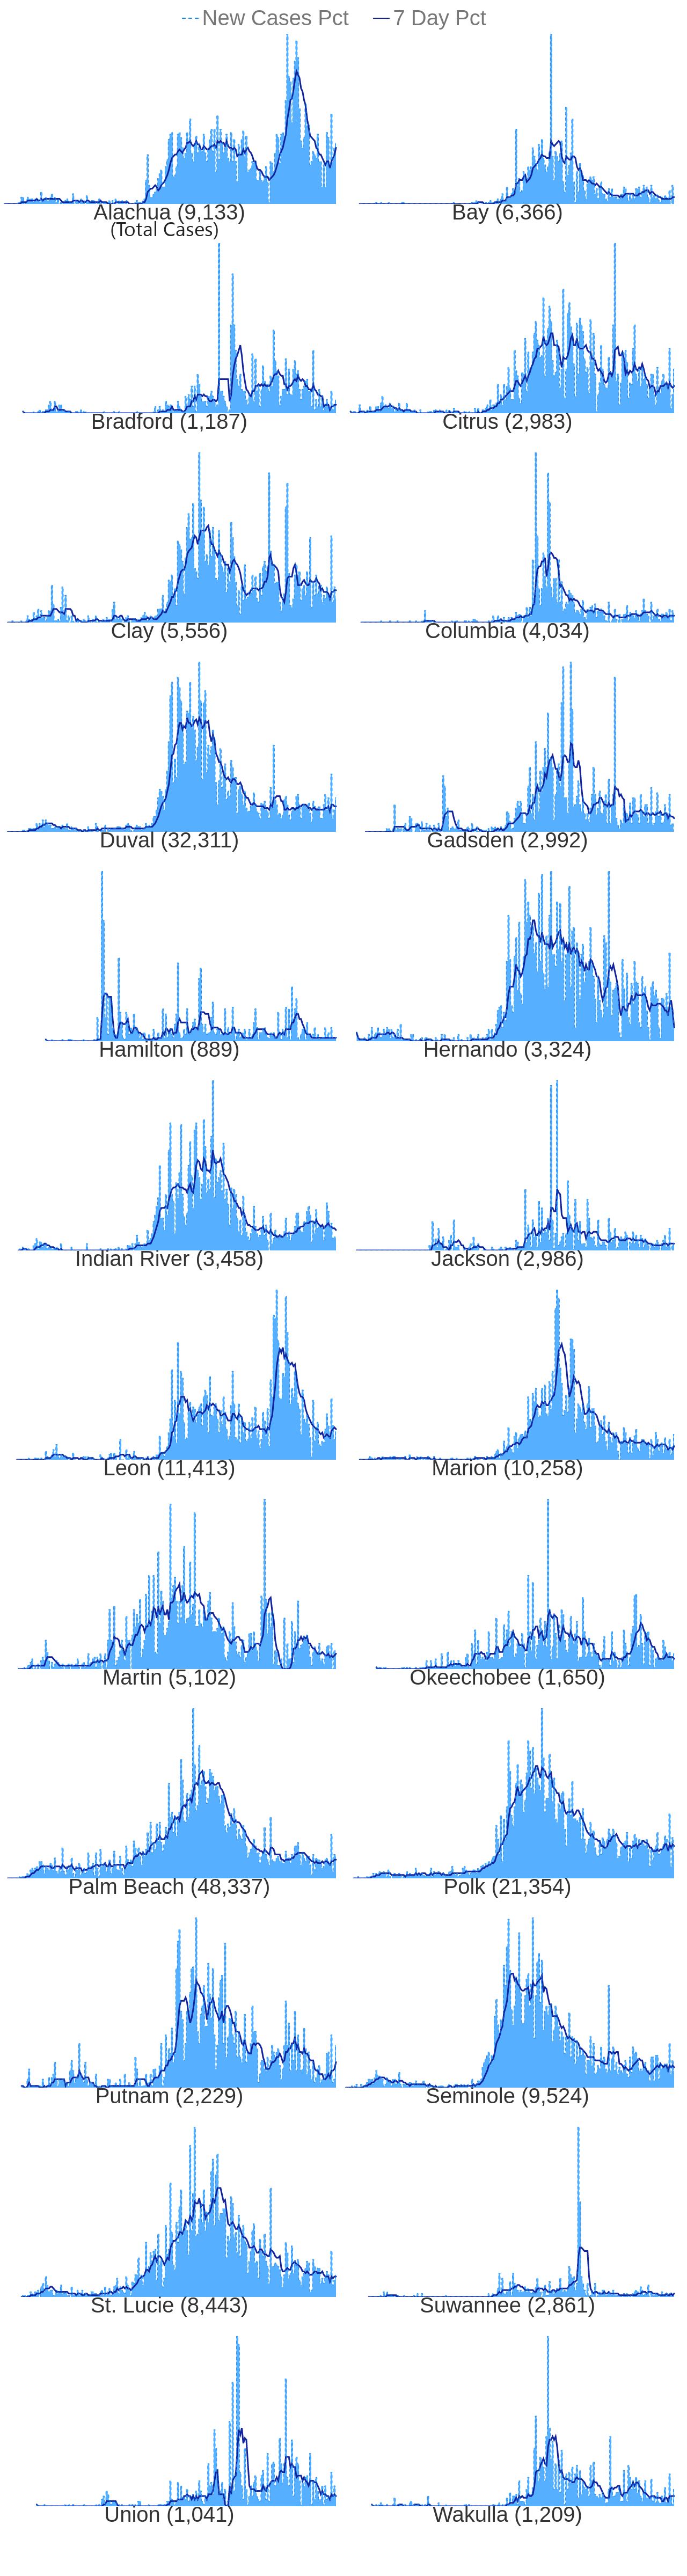 New Cases Pct 7 Day Pct
Alachua (9,133) Bay (6,366)
(Total Cases)
Bradford (1,187) Citrus (2,983)
Clay (5,556) Columbia (4,034)
Duval (32,311) Gadsden (2,992)
Hamilton (889) Hernando (3,324)
Indian River (3,458) Jackson (2,986)
Leon (11,413) Marion (10,258)
Martin (5,102) Okeechobee (1,650)
Palm Beach (48,337) Polk (21,354)
Putnam (2,229) Seminole (9,524)
St. Lucie (8,443) Suwannee (2,861)
Union (1,041) Wakulla (1,209)